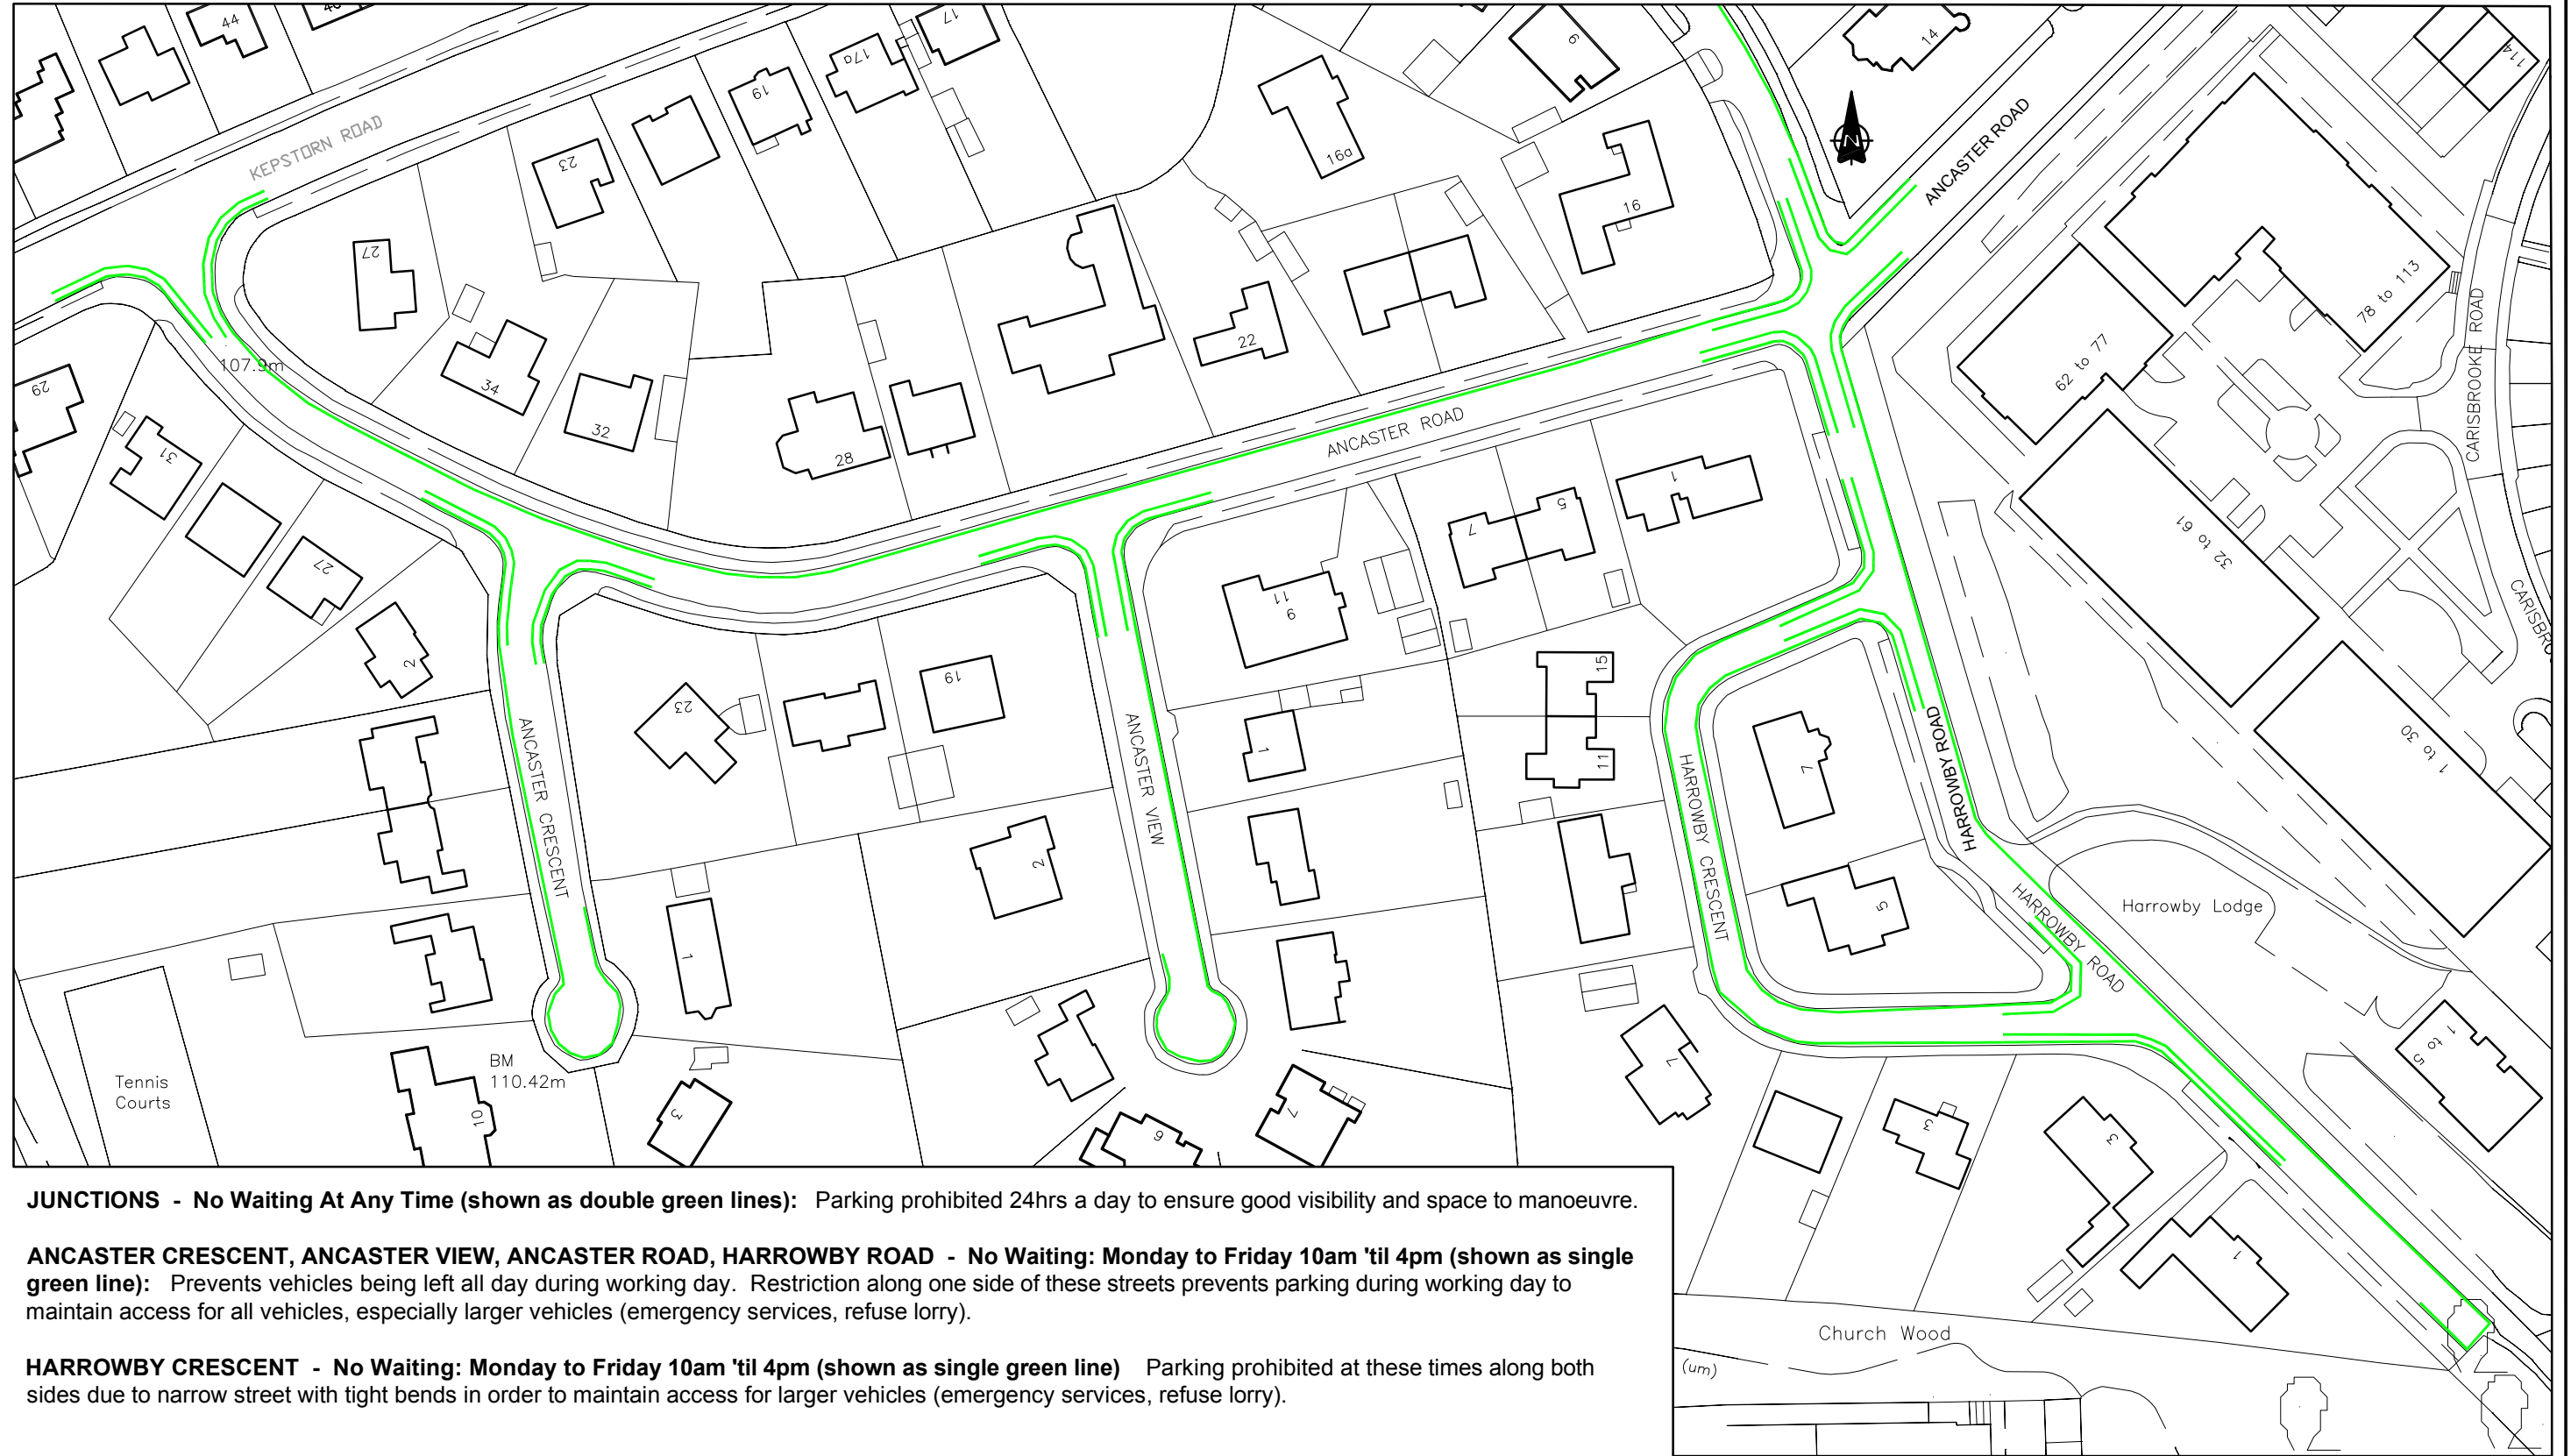 44
17
17a
19
9
14
114
KEPSTORN ROAD
23
16a
N
ANCASTER ROAD
16
27
78 to 113
CARISBROOKE ROAD
22
62 to 77
107.9m
29
34
32
28
ANCASTER ROAD
31
1
5
7
32 to 61
27
11
9
CARISBRO
2
15
19
23
1
11
7
1 to 30
ANCASTER CRESCENT
ANCASTER VIEW
HARROWBY CRESCENT
HARROWBY ROAD
2
5
HARROWBY ROAD
Harrowby Lodge
1
BM
110.42m
Tennis
Courts
10
3
6
7
7
3
3
1
1 to 5
Church Wood
(um)
JUNCTIONS - No Waiting At Any Time (shown as double green lines): Parking prohibited 24hrs a day to ensure good visibility and space to manoeuvre.
ANCASTER CRESCENT, ANCASTER VIEW, ANCASTER ROAD, HARROWBY ROAD - No Waiting: Monday to Friday 10am 'til 4pm (shown as single
green line): Prevents vehicles being left all day during working day. Restriction along one side of these streets prevents parking during working day to
maintain access for all vehicles, especially larger vehicles (emergency services, refuse lorry).
HARROWBY CRESCENT - No Waiting: Monday to Friday 10am 'til 4pm (shown as single green line) Parking prohibited at these times along both
sides due to narrow street with tight bends in order to maintain access for larger vehicles (emergency services, refuse lorry).